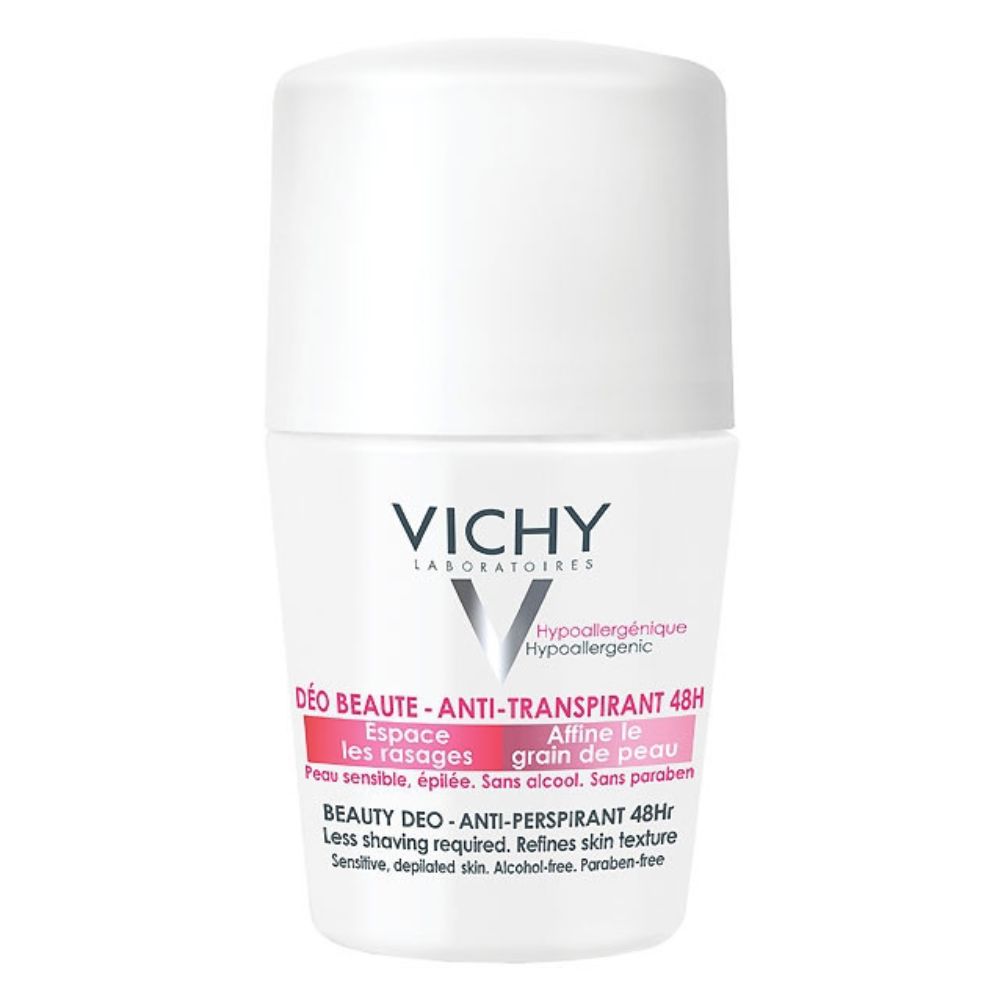 VICHY
LABORATOIRES
Hypoallergénique
Hypoallergenic
DÉO BEAUTE - ANTI-TRANSPIRANT 48H
Espace
les rasages
Affine le
grain de peau
Peau sensible, épilée. Sans alcool. Sans paraben
BEAUTY DEO - ANTI-PERSPIRANT 48Hr
Less shaving required. Refines skin texture
Sensitive, depilated skin. Alcohol-free. Paraben-free